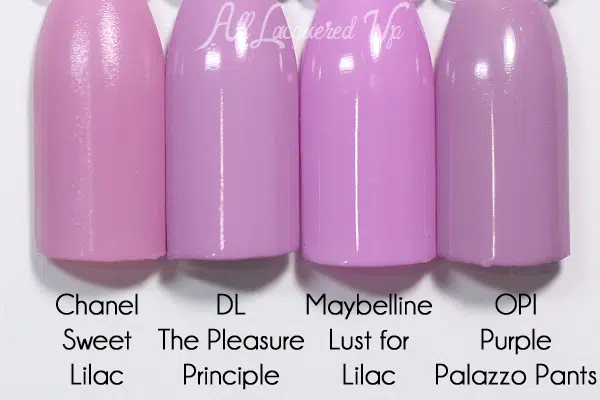 All Lacquered Up
Chanel
Sweet
Lilac
DL
The Pleasure
Principle
Maybelline
Lust for
Lilac
OPI
Purple
Palazzo Pants